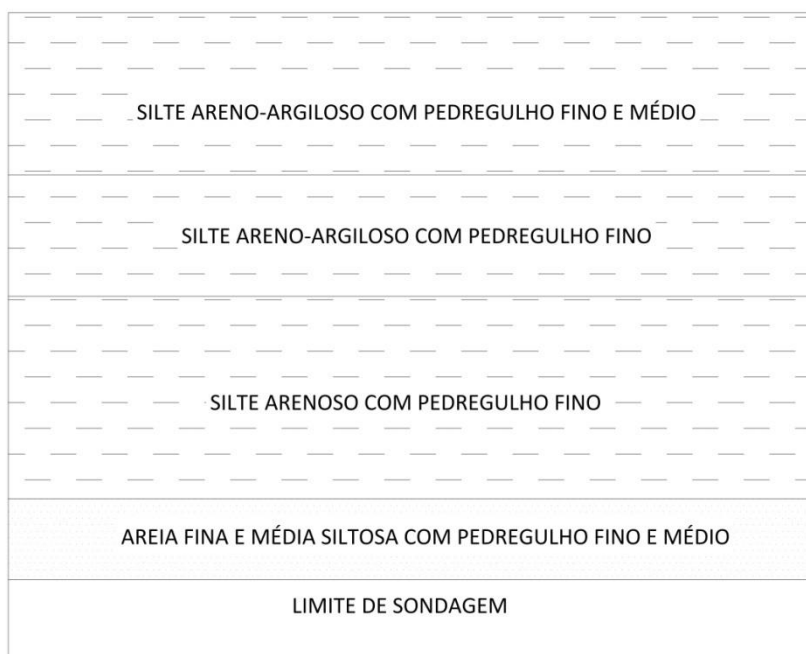 SILTE ARENO-ARGILOSO COM PEDREGULHO FINO E MÉDIO
SILTE ARENO-ARGILOSO COM PEDREGULHO FINO
SILTE ARENOSO COM PEDREGULHO FINO
AREIA FINA E MÉDIA SILTOSA COM PEDREGULHO FINO E MÉDIO
LIMITE DE SONDAGEM